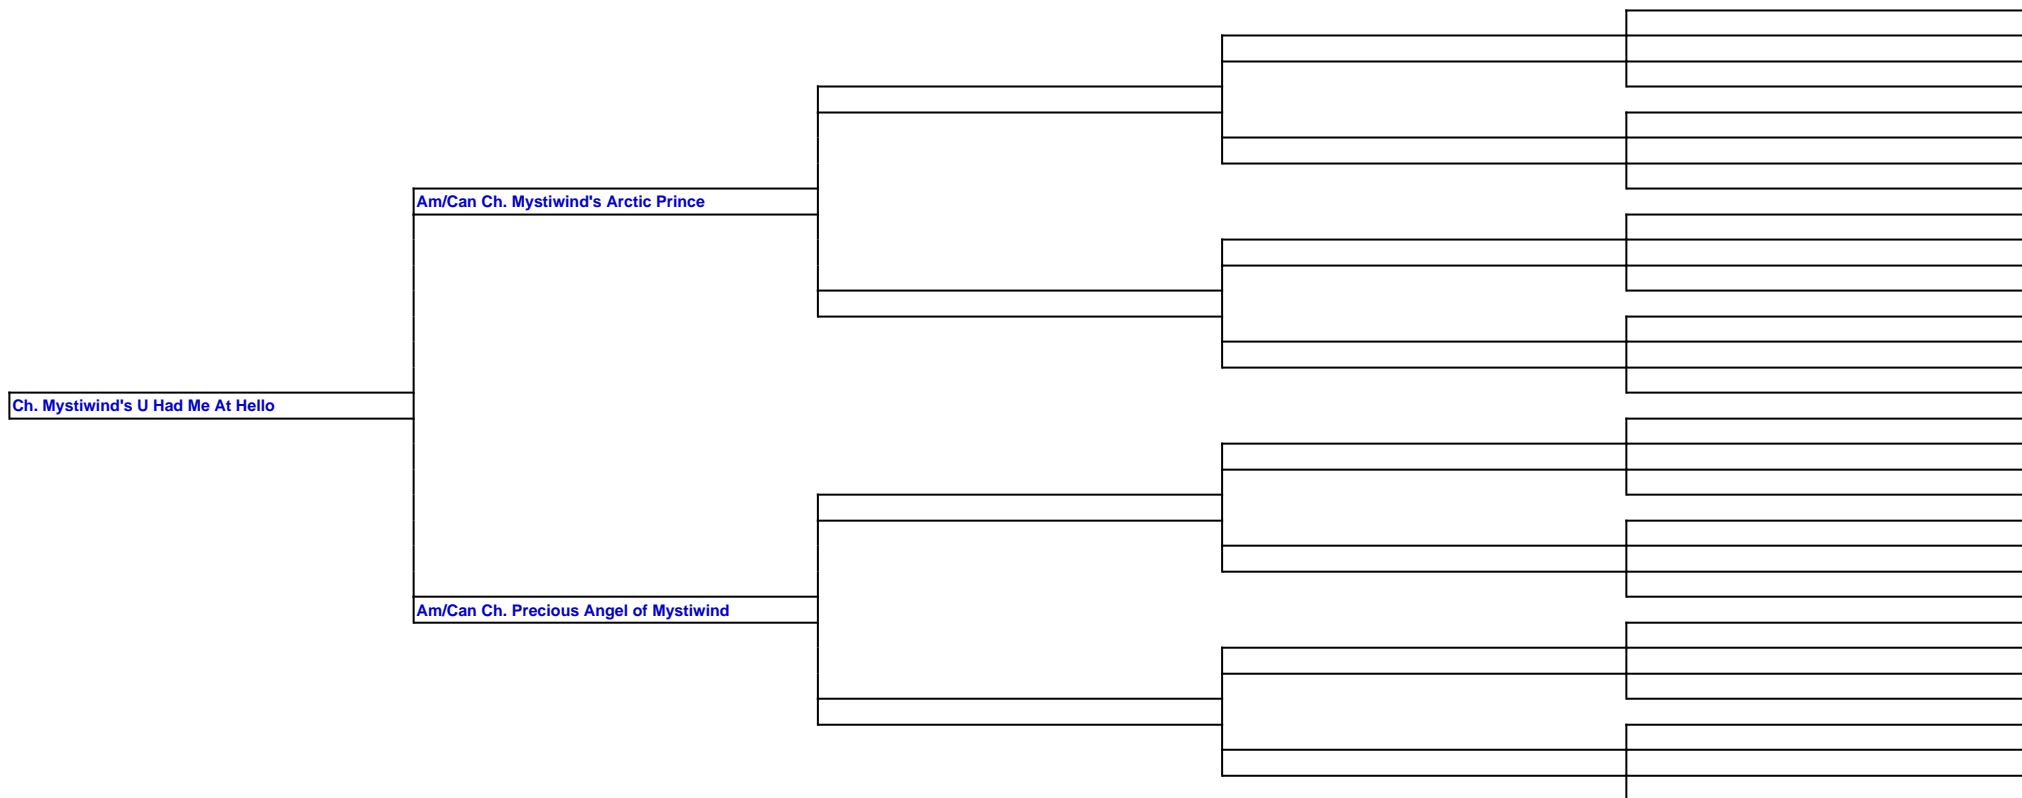 Am/Can Ch. Mystiwind's Arctic Prince
Ch. Mystiwind's U Had Me At Hello
Am/Can Ch. Precious Angel of Mystiwind